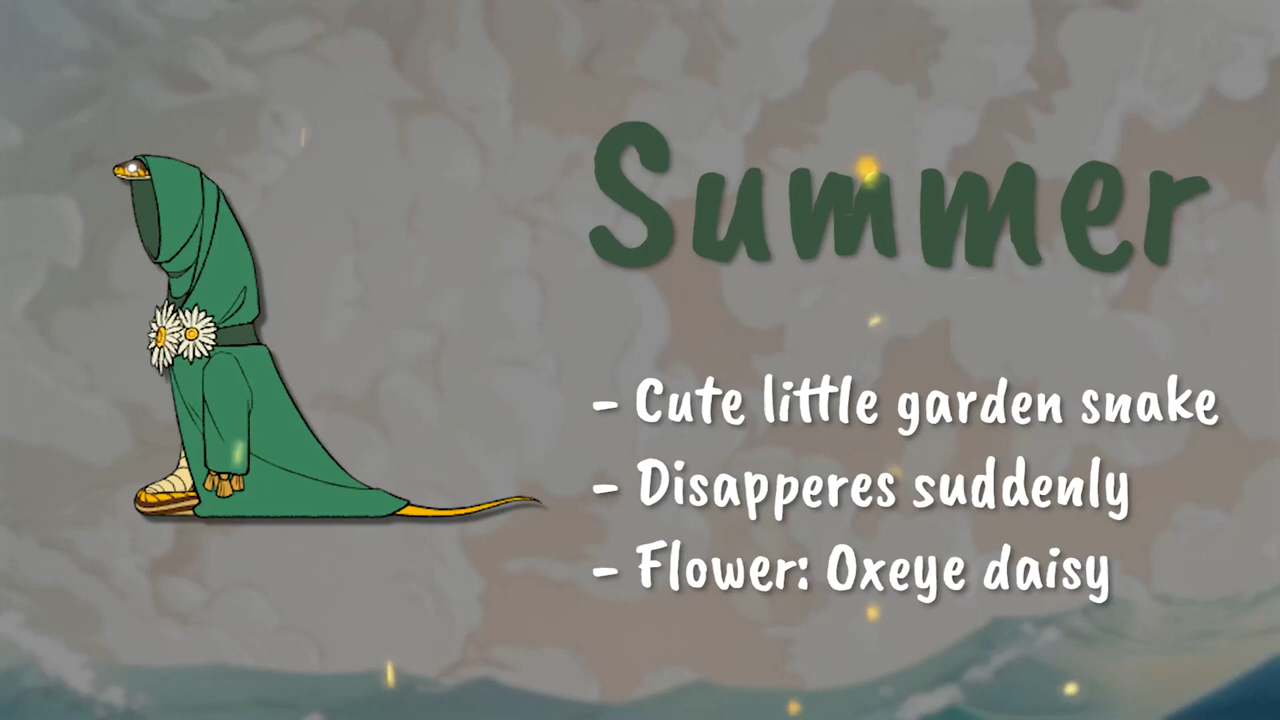 Summer
- Cute little garden snake
- Disapperes suddenly
- Flower: Oxeye daisy